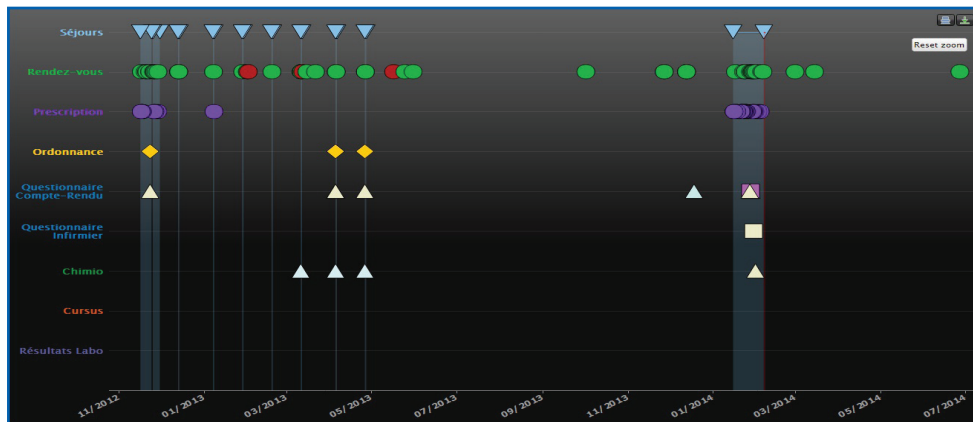 Séjours
Reset zoom
Rendez-vous
Prescription
Ordonnance
Questionnaire
Compte-Rendu
Questionnaire
Infirmier
Chimio
Cursus
Résultats Labo
11/2012
01/2013
03/2013
05/2013
07/2013
09/2013
11/2013
01/2014
03/2014
05/2014
07/2014